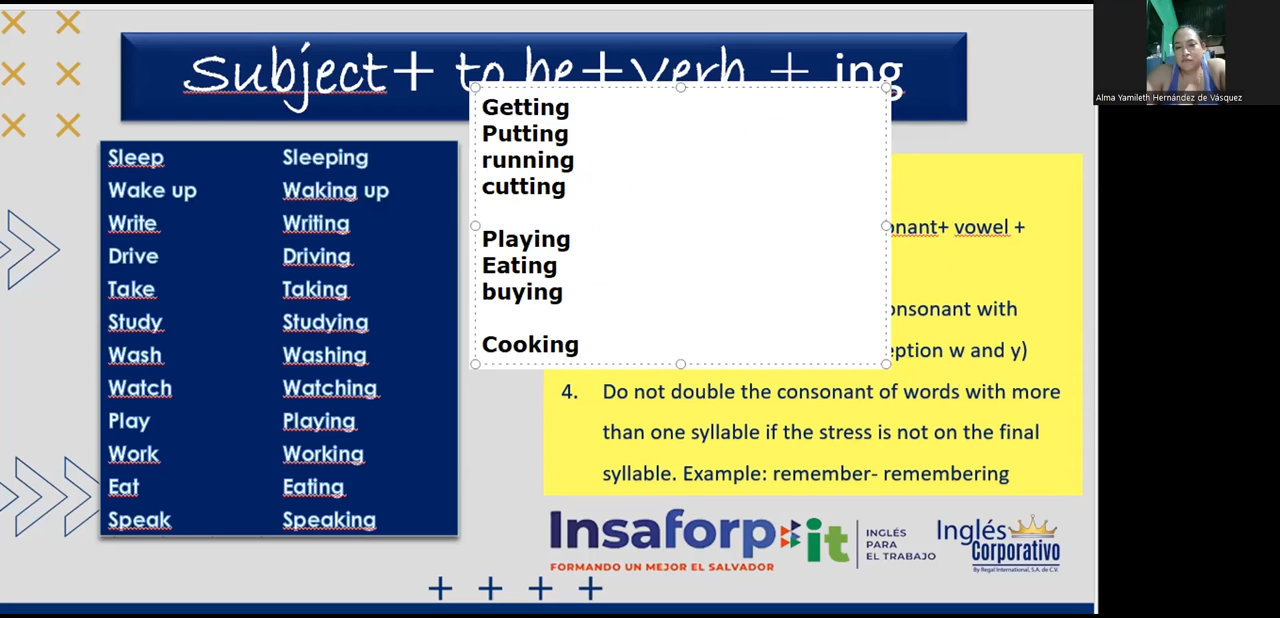 Subject+ to be+verb + ing
Sleep Sleeping
Wake up Waking up
Write Writing
Drive Driving
Take Taking
Study Studying
Wash Washing
Watch Watching
Play Playing
Work Working
Eat Eating
Speak Speaking
Getting
Putting
running
cutting
Playing
Eating
buying
Cooking
vowel +
consonant with
w and y)
4. Do not double the consonant of words with more
than one syllable if the stress is not on the final
syllable. Example: remember- remembering
Insaforp it
FORMANDO UN MEJOR EL SALVADOR
INGLÉS
PARA
EL TRABAJO
Inglés
Corporativo
By Regal International, S.A. de C.V.
Alma Yamileth Hernández de Vásquez